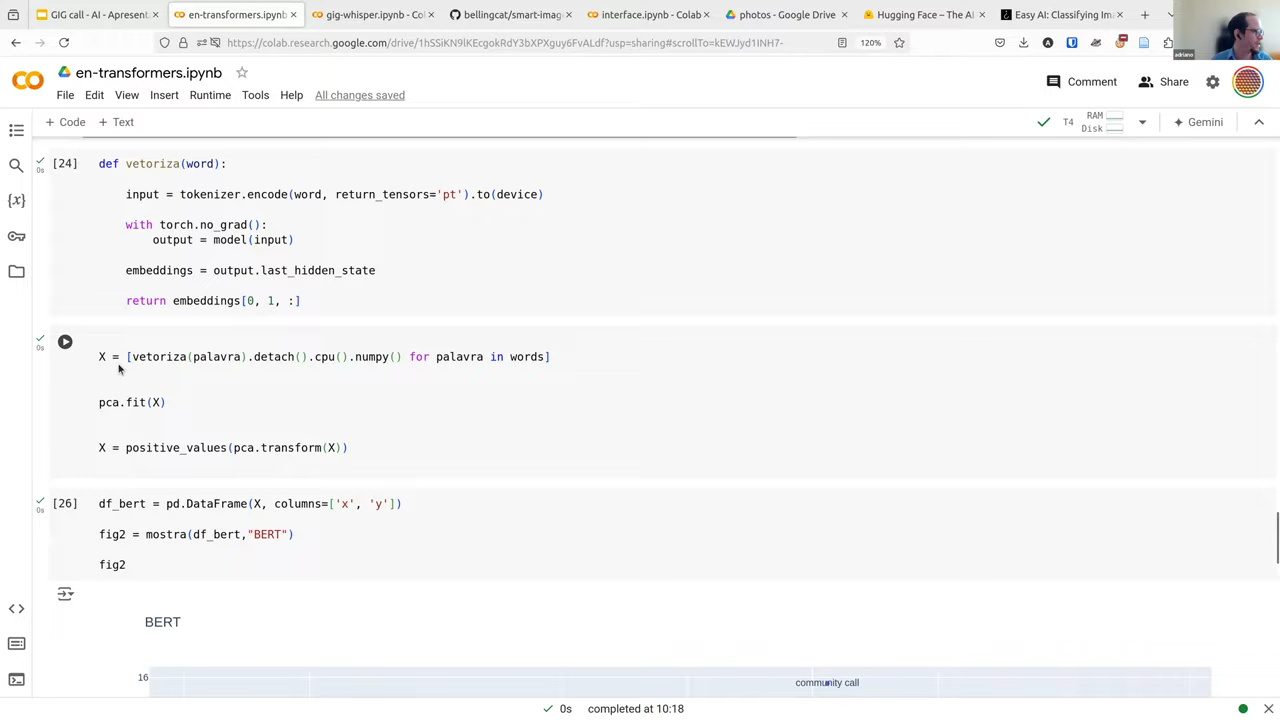 GIG call - AI - Apresent
en-transformers.ipynb
gig-whisper.ipynb - Col
bellingcat/smart-imag
interface.ipynb - Colab
photos - Google Drive
Hugging Face – The AI
Easy AI: Classifying Ima
https://colab.research.google.com/drive/1hSSiKN9lKEcgokRdY3bXPXguy6FvALdf?usp=sharing#scrollTo=kEWJyd1INH7-
120%
adriano
en-transformers.ipynb
Comment
Share
File Edit View Insert Runtime Tools Help All changes saved
+ Code + Text
T4
RAM
Disk
Gemini
[24] def vetoriza(word):
input = tokenizer.encode(word, return_tensors='pt').to(device)
with torch.no_grad():
output = model(input)
embeddings = output.last_hidden_state
return embeddings[0, 1, :]
0s
X = [vetoriza(palavra).detach().cpu().numpy() for palavra in words]
0s
pca.fit(X)
X = positive_values(pca.transform(X))
[26] df_bert = pd.DataFrame(X, columns=['x', 'y'])
0s
fig2 = mostra(df_bert,"BERT")
fig2
BERT
16
community call
0s completed at 10:18